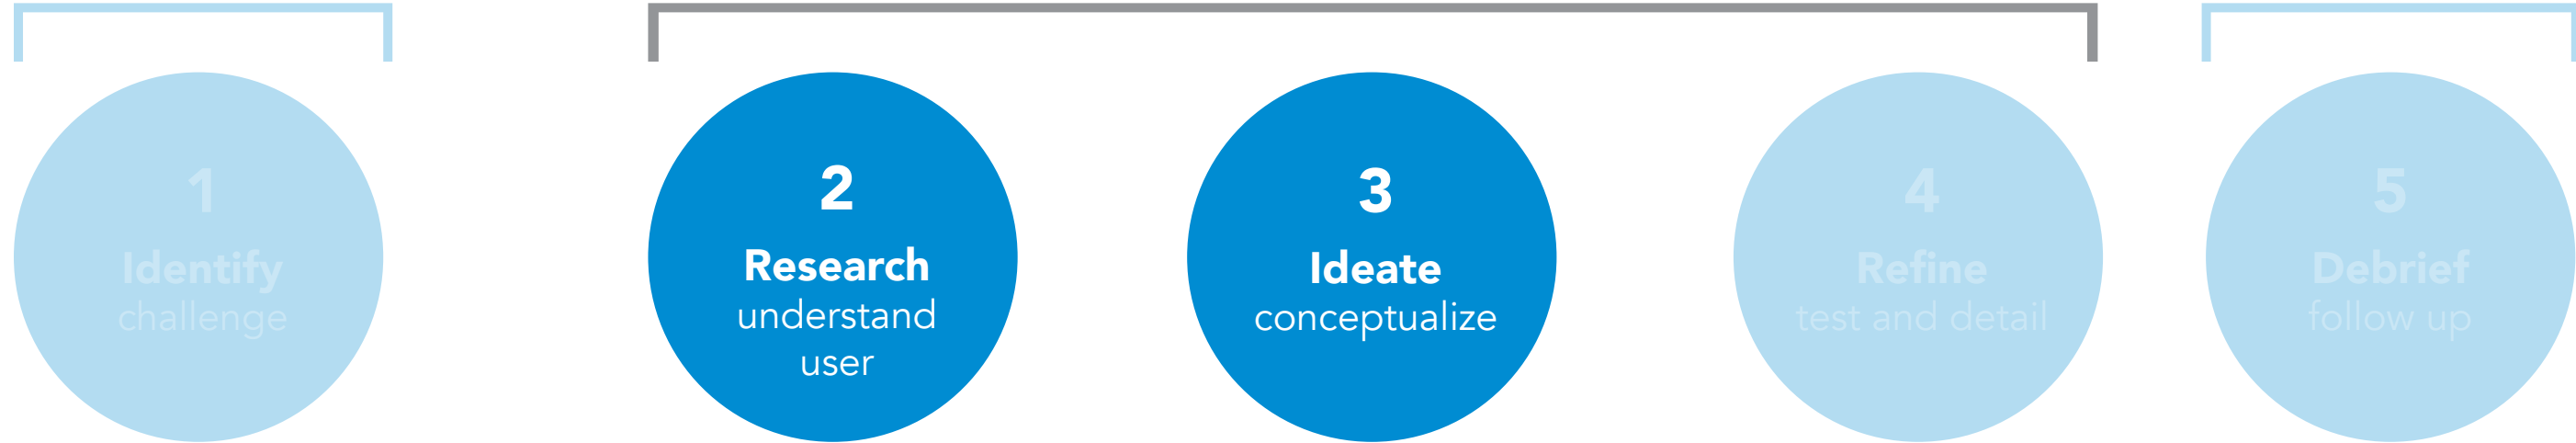 1
Identify
challenge
2
Research
understand
user
3
Ideate
conceptualize
4
Refine
test and detail
5
Debrief
follow up